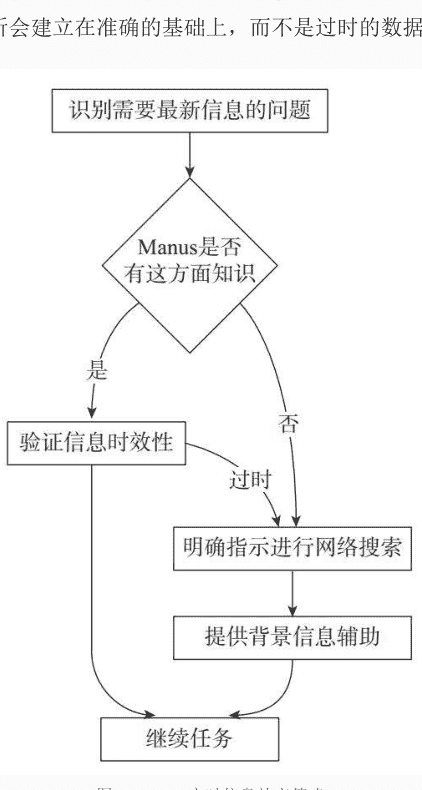 会建立在准确的基础上，而不是过时的数据
识别需要最新信息的问题
Manus是否
有这方面知识
是
否
验证信息时效性
过时
明确指示进行网络搜索
提供背景信息辅助
继续任务